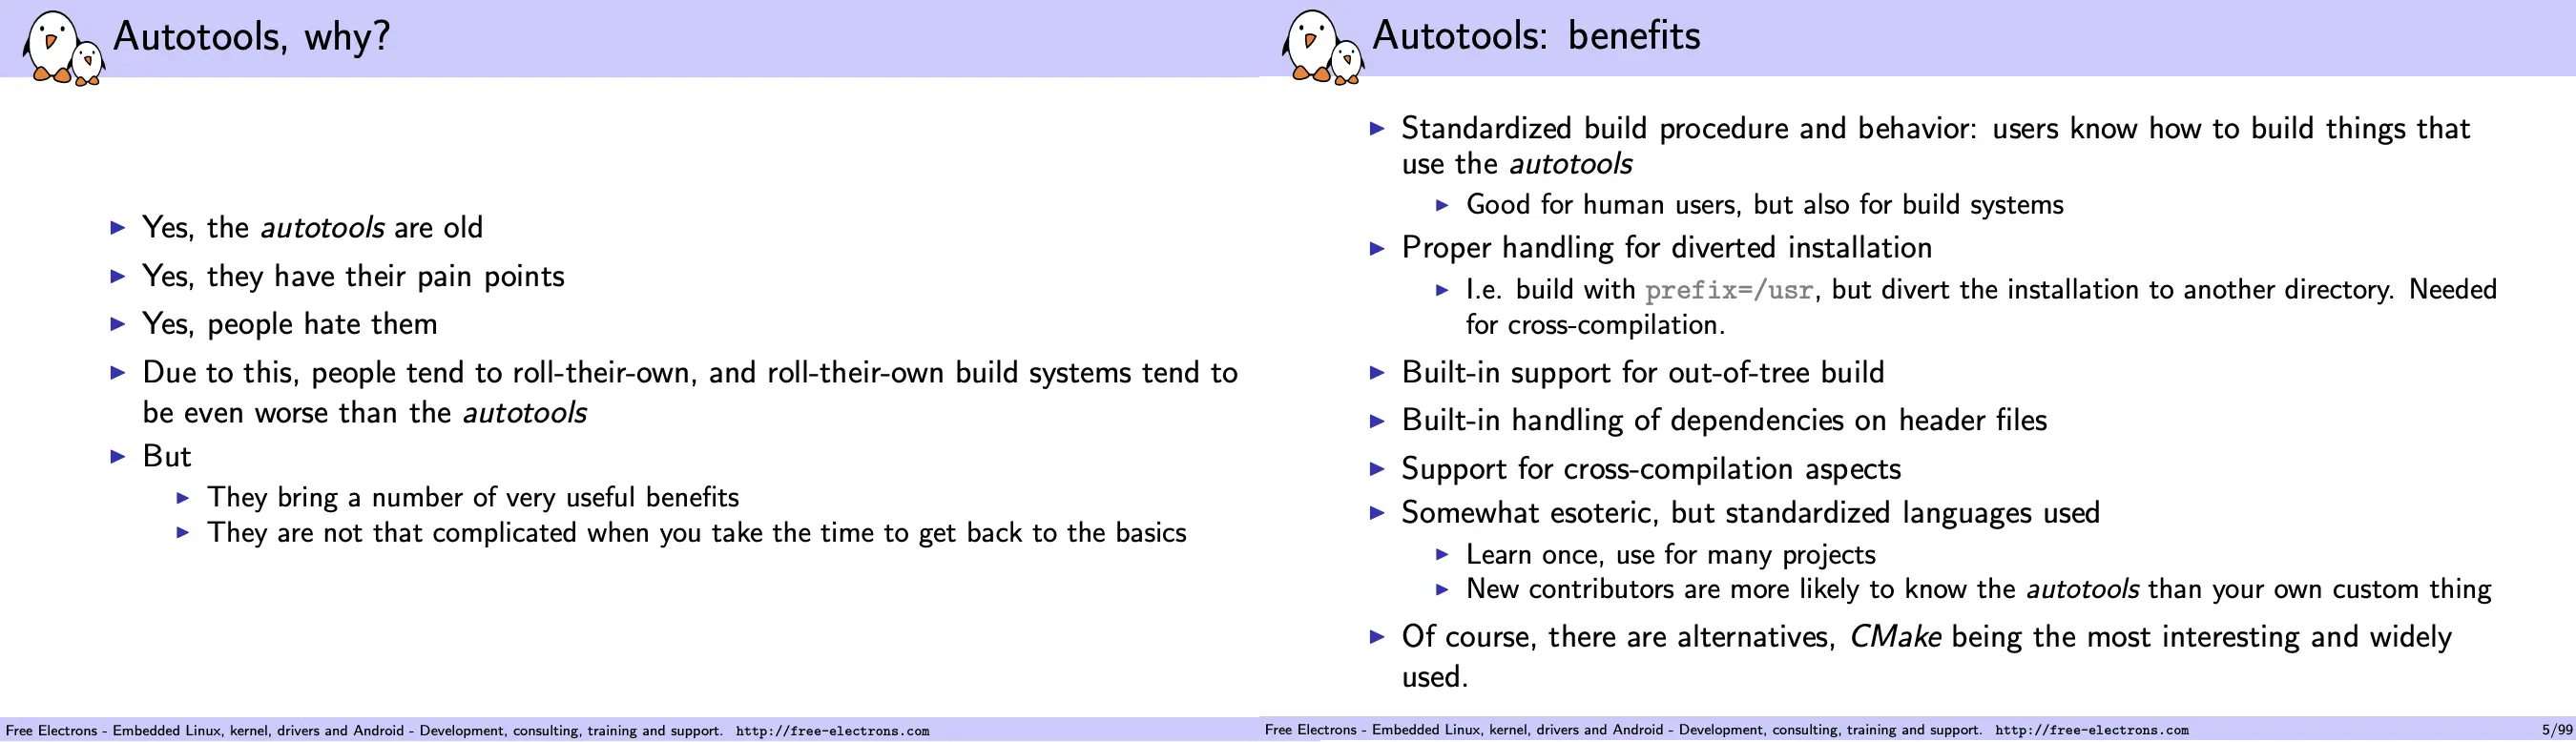 Autotools, why?
▶ Yes, the autotools are old
▶ Yes, they have their pain points
▶ Yes, people hate them
▶ Due to this, people tend to roll-their-own, and roll-their-own build systems tend to
be even worse than the autotools
▶ But
▶ They bring a number of very useful benefits
▶ They are not that complicated when you take the time to get back to the basics
Free Electrons - Embedded Linux, kernel, drivers and Android - Development, consulting, training and support. http://free-electrons.com
Autotools: benefits
▶ Standardized build procedure and behavior: users know how to build things that
use the autotools
▶ Good for human users, but also for build systems
▶ Proper handling for diverted installation
▶ I.e. build with prefix=/usr, but divert the installation to another directory. Needed
for cross-compilation.
▶ Built-in support for out-of-tree build
▶ Built-in handling of dependencies on header files
▶ Support for cross-compilation aspects
▶ Somewhat esoteric, but standardized languages used
▶ Learn once, use for many projects
▶ New contributors are more likely to know the autotools than your own custom thing
▶ Of course, there are alternatives, CMake being the most interesting and widely
used.
Free Electrons - Embedded Linux, kernel, drivers and Android - Development, consulting, training and support. http://free-electrons.com 5/99